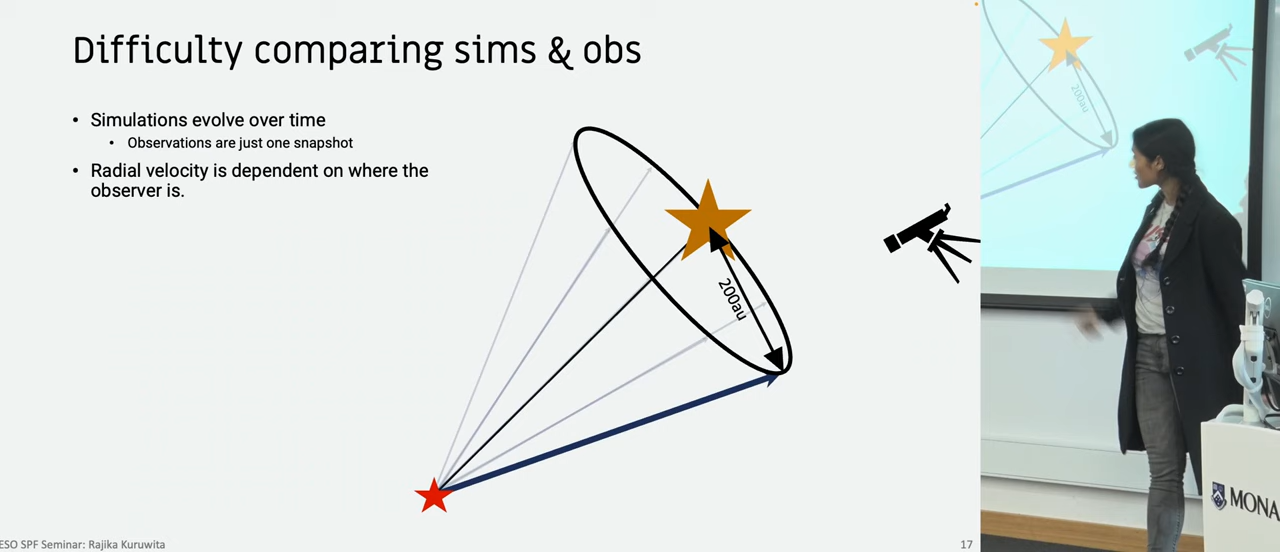 Difficulty comparing sims & obs
• Simulations evolve over time
• Observations are just one snapshot
• Radial velocity is dependent on where the
observer is.
200au
ESO SPF Seminar: Rajika Kuruwita
17
200au
MONA